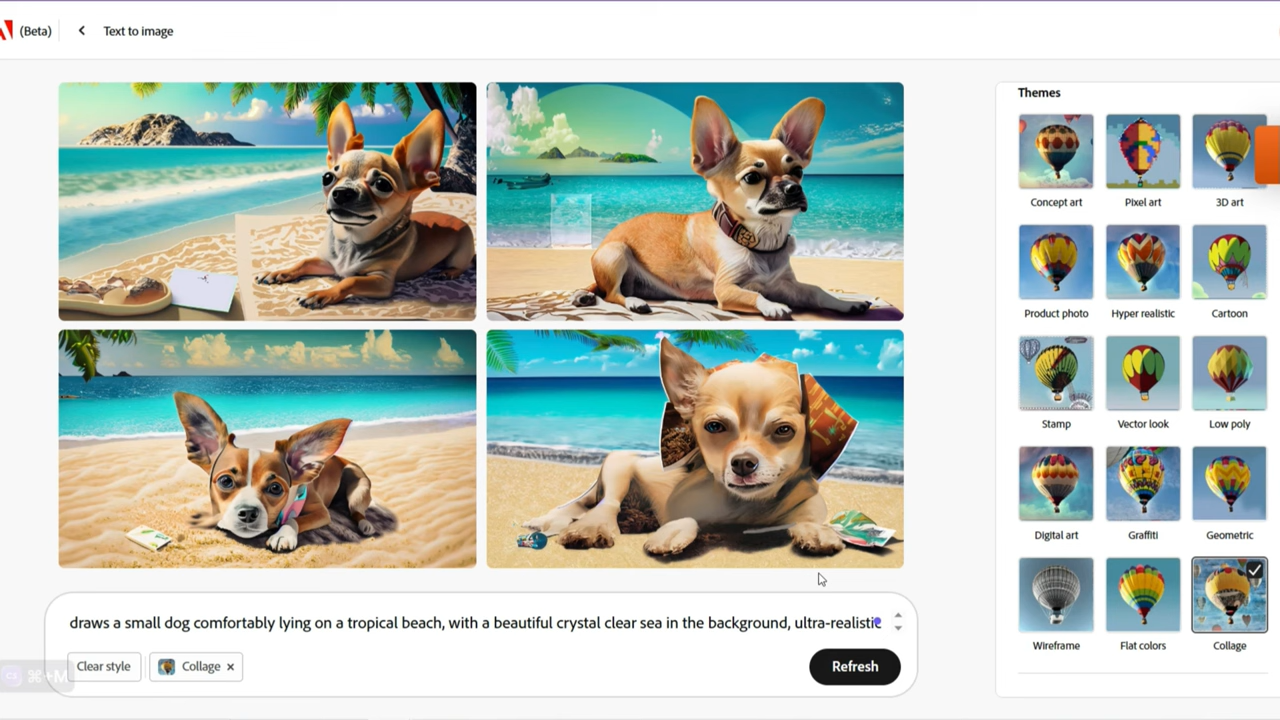 (Beta)
Text to image
Themes
Concept art
Pixel art
3D art
Product photo
Hyper realistic
Cartoon
Stamp
Vector look
Low poly
Digital art
Graffiti
Geometric
Wireframe
Flat colors
Collage
draws a small dog comfortably lying on a tropical beach, with a beautiful crystal clear sea in the background, ultra-realistic
Clear style
Collage
Refresh
⌘+M